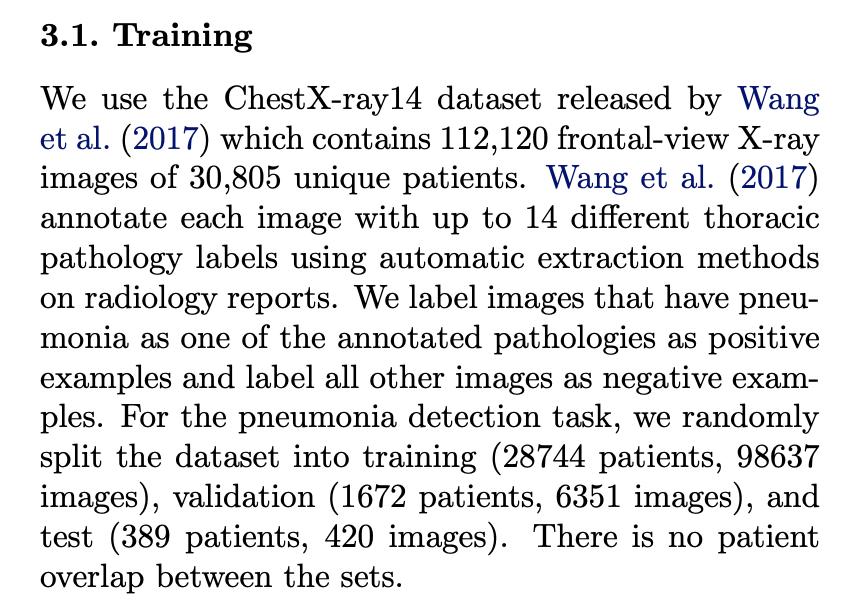 3.1. Training
We use the ChestX-ray14 dataset released by Wang
et al. (2017) which contains 112,120 frontal-view X-ray
images of 30,805 unique patients. Wang et al. (2017)
annotate each image with up to 14 different thoracic
pathology labels using automatic extraction methods
on radiology reports. We label images that have pneu-
monia as one of the annotated pathologies as positive
examples and label all other images as negative exam-
ples. For the pneumonia detection task, we randomly
split the dataset into training (28744 patients, 98637
images), validation (1672 patients, 6351 images), and
test (389 patients, 420 images). There is no patient
overlap between the sets.